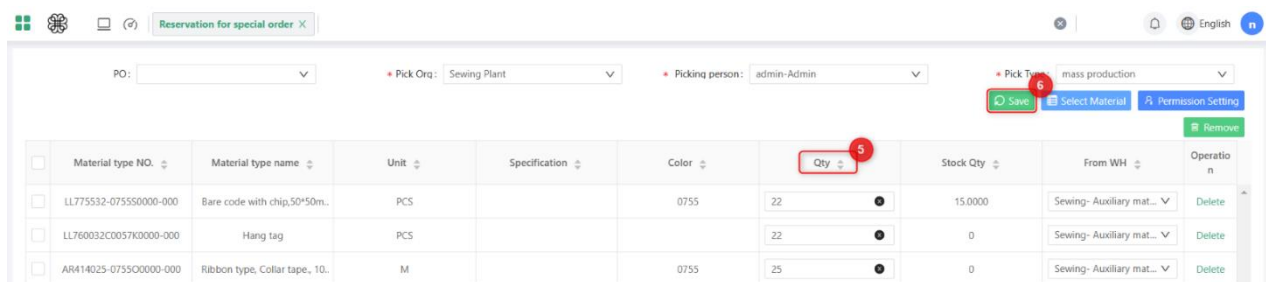 Reservation for special order X English n
PO: * Pick Org: Sewing Plant * Picking person: admin-Admin * Pick Type: mass production
6
Save Select Material Permission Setting
Remove
5
Material type NO. Material type name Unit Specification Color Qty Stock Qty From WH Operatio
n
LL775532-0755S0000-000 Bare code with chip,50*50m.. PCS 0755 22 15.0000 Sewing- Auxiliary mat... Delete
LL760032C0057K0000-000 Hang tag PCS 22 0 Sewing- Auxiliary mat... Delete
AR414025-0755O0000-000 Ribbon type, Collar tape., 10.. M 0755 25 0 Sewing- Auxiliary mat... Delete